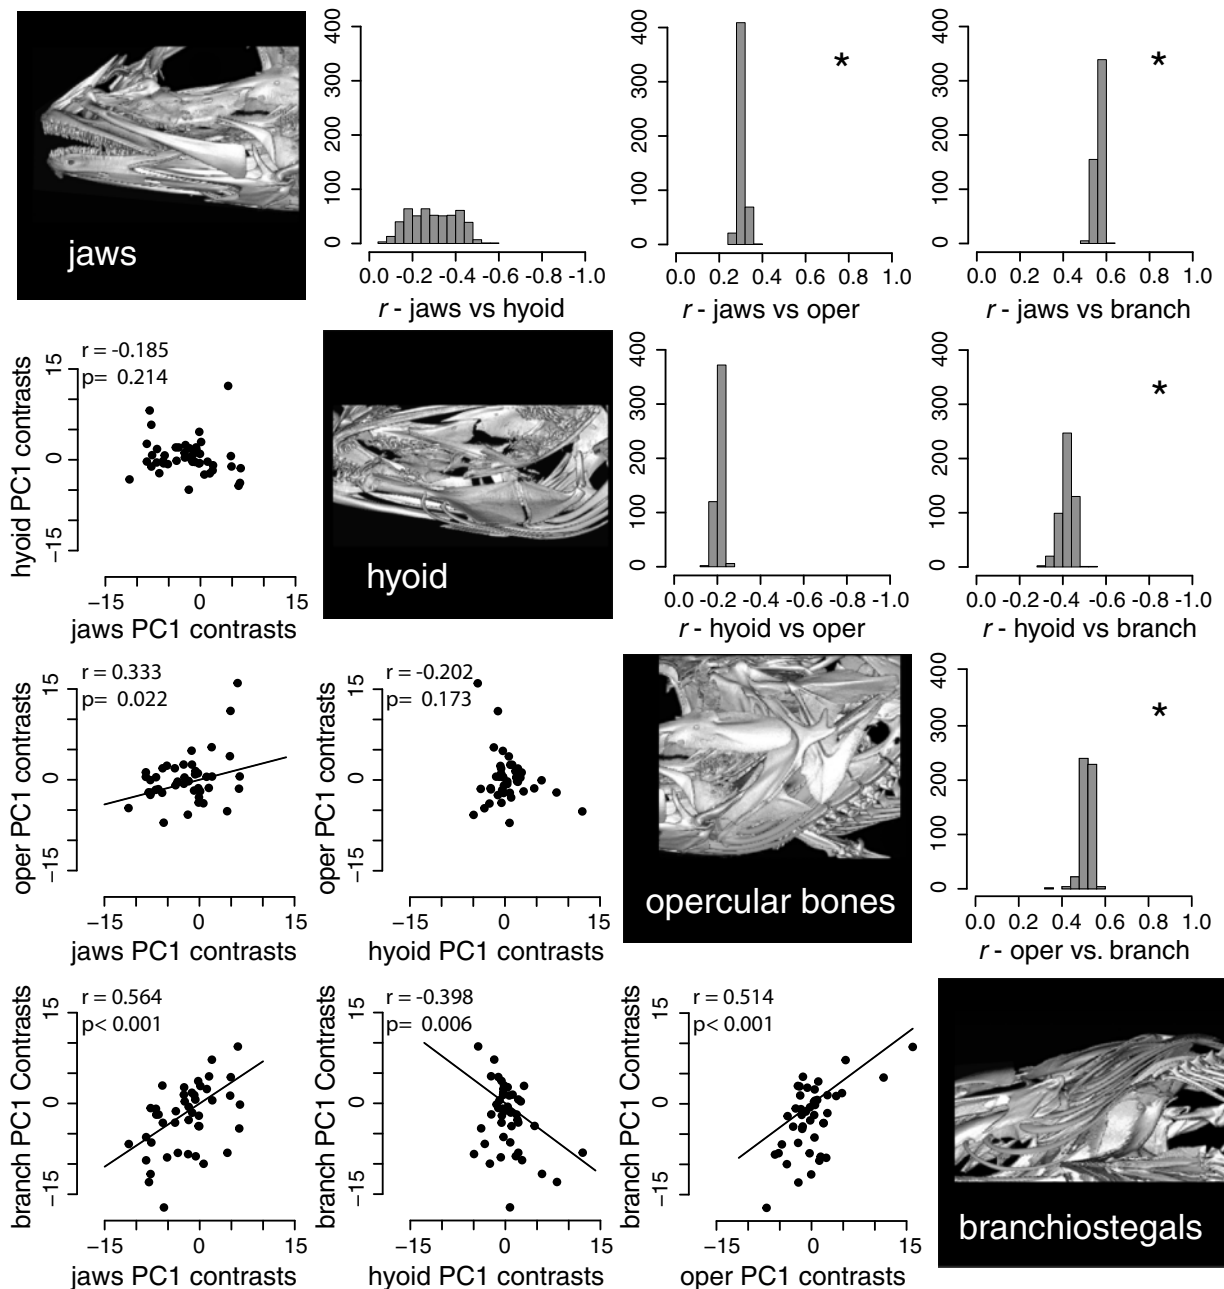 400
300
200
100
0
0.0 -0.2 -0.4 -0.6 -0.8 -1.0
r - jaws vs hyoid
400
300
200
100
0
*
0.0 0.2 0.4 0.6 0.8 1.0
r - jaws vs oper
400
300
200
100
0
*
0.0 0.2 0.4 0.6 0.8 1.0
r - jaws vs branch
jaws
r = -0.185
p= 0.214
hyoid PC1 contrasts
15
0
−15
−15 0 15
jaws PC1 contrasts
hyoid
400
300
200
100
0
0.0 -0.2 -0.4 -0.6 -0.8 -1.0
r - hyoid vs oper
400
300
200
100
0
*
0.0 -0.2 -0.4 -0.6 -0.8 -1.0
r - hyoid vs branch
r = 0.333
p= 0.022
oper PC1 contrasts
15
0
−15
−15 0 15
jaws PC1 contrasts
r = -0.202
p= 0.173
oper PC1 contrasts
15
0
−15
−15 0 15
hyoid PC1 contrasts
opercular bones
400
300
200
100
0
*
0.0 0.2 0.4 0.6 0.8 1.0
r - oper vs. branch
r = 0.564
p< 0.001
branch PC1 Contrasts
15
0
−15
−15 0 15
jaws PC1 contrasts
r = -0.398
p= 0.006
branch PC1 Contrasts
15
0
−15
−15 0 15
hyoid PC1 contrasts
r = 0.514
p< 0.001
branch PC1 Contrasts
15
0
−15
−15 0 15
oper PC1 contrasts
branchiostegals